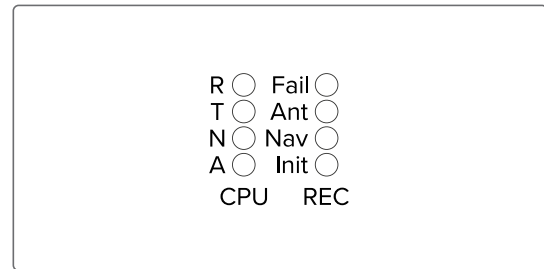 R Fail
T Ant
N Nav
A Init
CPU REC